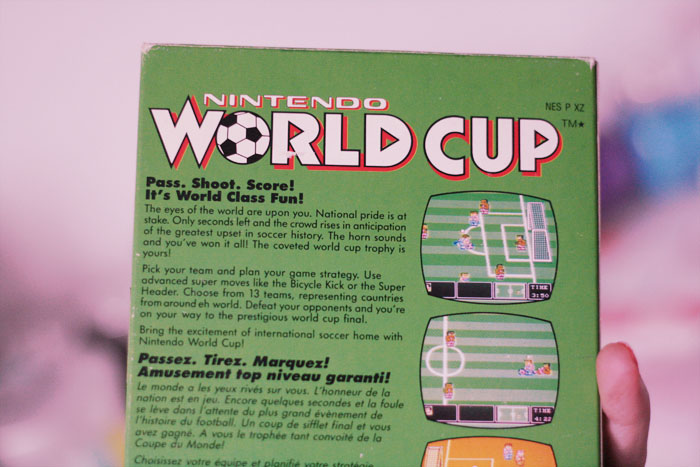 NINTENDO
WORLD CUP
NES P XZ
TM★
Pass. Shoot. Score!
It's World Class Fun!
The eyes of the world are upon you. National pride is at
stake. Only seconds left and the crowd rises in anticipation
of the greatest upset in soccer history. The horn sounds
and you've won it all! The coveted world cup trophy is
yours!
Pick your team and plan your game strategy. Use
advanced super moves like the Bicycle Kick or the Super
Header. Choose from 13 teams, representing countries
from around eh world. Defeat your opponents and you're
on your way to the prestigious world cup final.
Bring the excitement of international soccer home with
Nintendo World Cup!
Passez. Tirez. Marquez!
Amusement top niveau garanti!
Le monde a les yeux rivés sur vous. L'honneur de la
nation est en jeu. Encore quelques secondes et la foule
se lève dans l'attente du plus grand évènement de
l'histoire du football. Un coup de sifflet final et vous
avez gagné. A vous le trophée tant convoité de la
Coupe du Monde!
Choisissez votre équipe et planifié votre stratégie
TIME
3:50
TIME
4:22